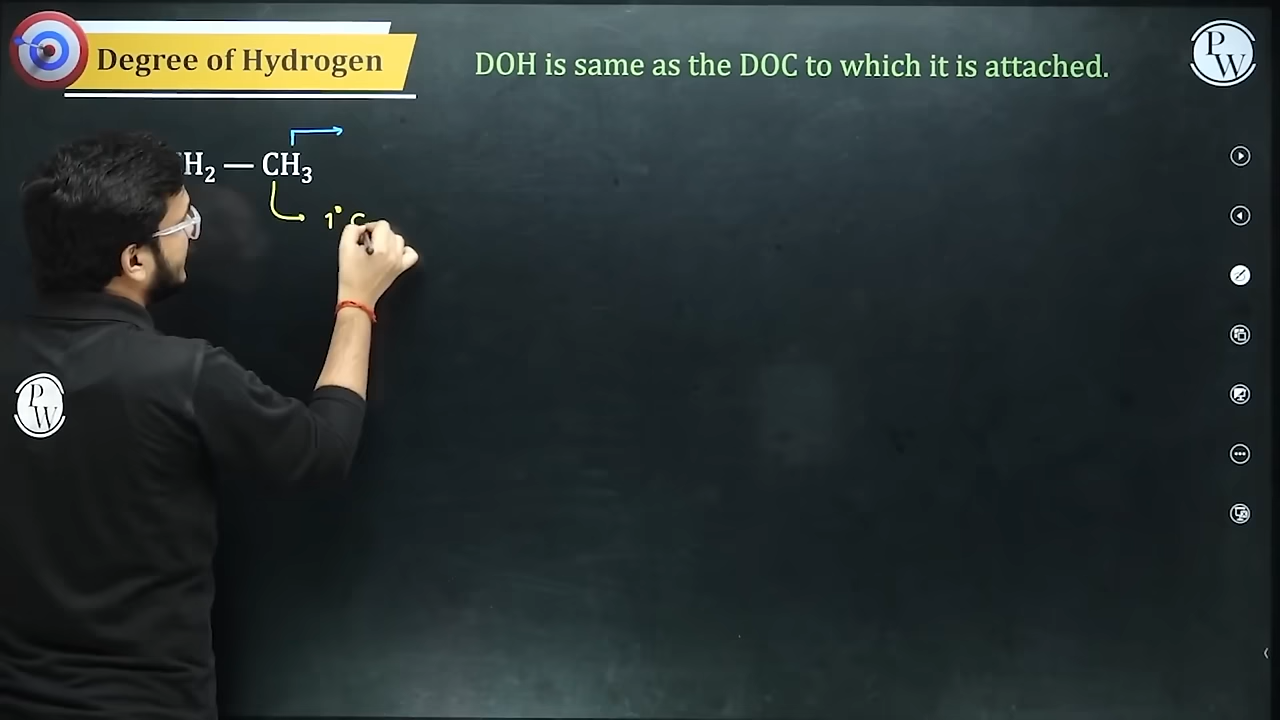 Degree of Hydrogen
DOH is same as the DOC to which it is attached.
H₂ — CH₃
1° C
P
W
P
W